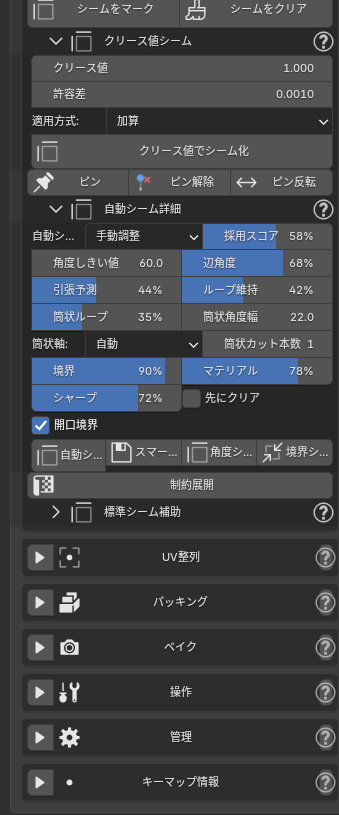 シームをマーク シームをクリア
クリース値シーム ?
クリース値 1.000
許容差 0.0010
適用方式: 加算
クリース値でシーム化
ピン ピン解除 ピン反転
自動シーム詳細 ?
自動シ... 手動調整 採用スコア 58%
角度しきい値 60.0 辺角度 68%
引張予測 44% ループ維持 42%
筒状ループ 35% 筒状角度幅 22.0
筒状軸: 自動 筒状カット本数 1
境界 90% マテリアル 78%
シャープ 72% 先にクリア
開口境界
自動シ... スマー... 角度シ... 境界シ...
制約展開
標準シーム補助 ?
UV整列 ?
パッキング ?
ベイク ?
操作 ?
管理 ?
キーマップ情報 ?